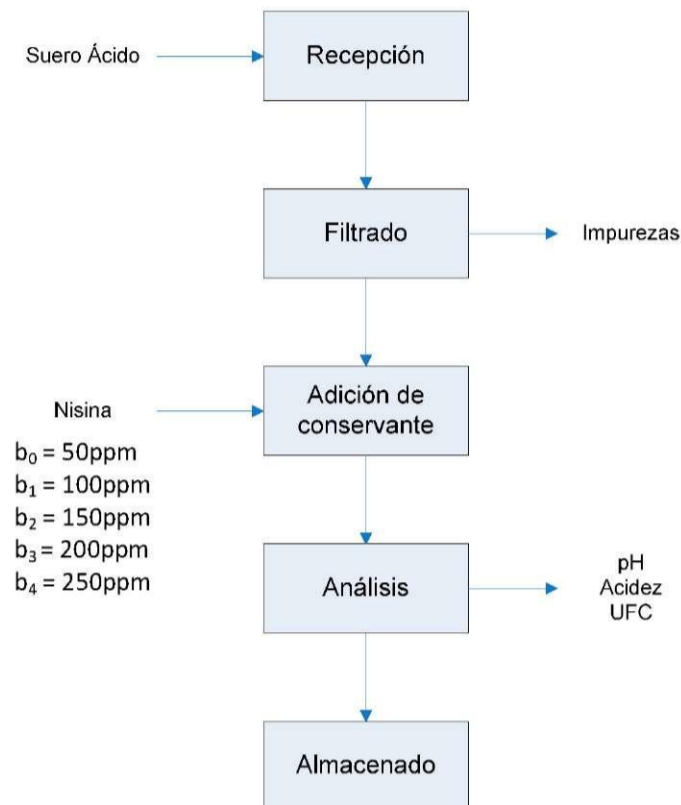 Suero Ácido
Recepción
Filtrado
Impurezas
Nisina
b₀ = 50ppm
b₁ = 100ppm
b₂ = 150ppm
b₃ = 200ppm
b₄ = 250ppm
Adición de
conservante
Análisis
pH
Acidez
UFC
Almacenado